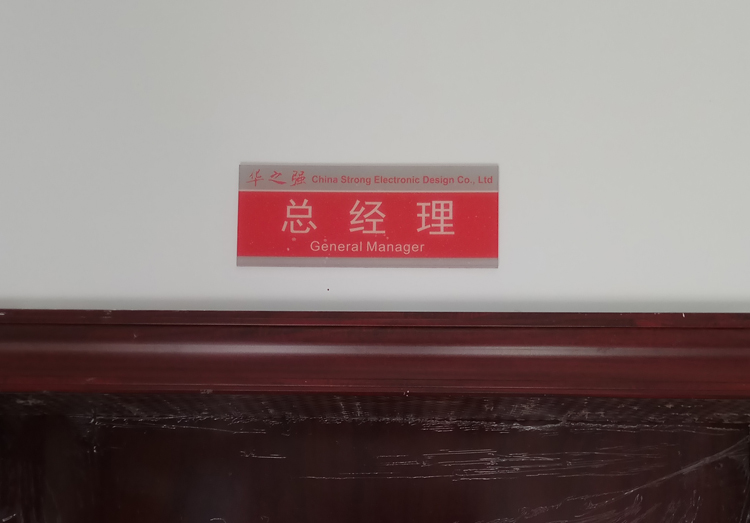 华之强 China Strong Electronic Design Co., Ltd
总经理
General Manager